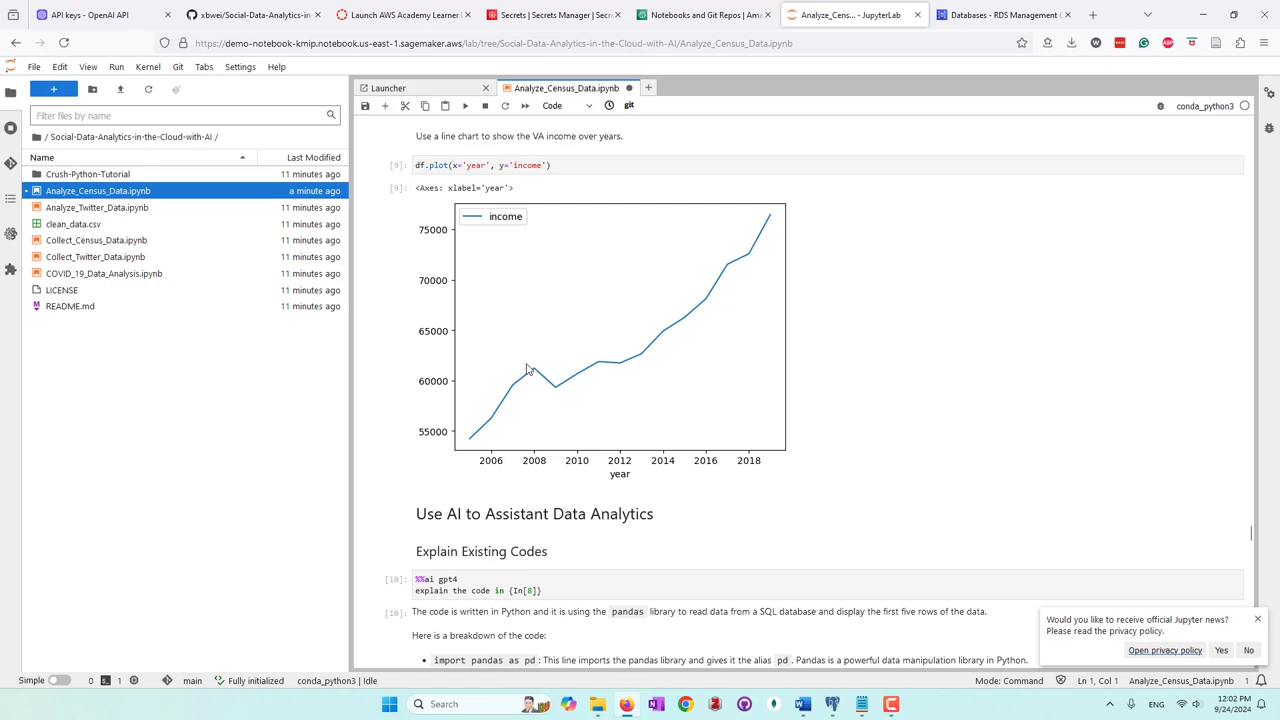 API keys - OpenAI API
xbwei/Social-Data-Analytics-in-
Launch AWS Academy Learner
Secrets | Secrets Manager | Sec
Notebooks and Git Repos | Ama
Analyze_Cens... - JupyterLab
Databases - RDS Management C
https://demo-notebook-kmip.notebook.us-east-1.sagemaker.aws/lab/tree/Social-Data-Analytics-in-the-Cloud-with-AI/Analyze_Census_Data.ipynb
File Edit View Run Kernel Git Tabs Settings Help
Launcher
Analyze_Census_Data.ipynb
Code
git
conda_python3
Filter files by name
/ Social-Data-Analytics-in-the-Cloud-with-AI /
Name Last Modified
Crush-Python-Tutorial 11 minutes ago
Analyze_Census_Data.ipynb a minute ago
Analyze_Twitter_Data.ipynb 11 minutes ago
clean_data.csv 11 minutes ago
Collect_Census_Data.ipynb 11 minutes ago
Collect_Twitter_Data.ipynb 11 minutes ago
COVID_19_Data_Analysis.ipynb 11 minutes ago
LICENSE 11 minutes ago
README.md 11 minutes ago
Use a line chart to show the VA income over years.
[9]: df.plot(x='year', y='income')
[9]: <Axes: xlabel='year'>
income
75000
70000
65000
60000
55000
2006 2008 2010 2012 2014 2016 2018
year
Use AI to Assistant Data Analytics
Explain Existing Codes
[10]: %%ai gpt4
explain the code in {In[8]}
[10]: The code is written in Python and it is using the pandas library to read data from a SQL database and display the first five rows of the data.
Here is a breakdown of the code:
• import pandas as pd : This line imports the pandas library and gives it the alias pd . Pandas is a powerful data manipulation library in Python.
Would you like to receive official Jupyter news?
Please read the privacy policy.
Open privacy policy Yes No
Simple 0 1 main Fully initialized conda_python3 | Idle Mode: Command Ln 1, Col 1 Analyze_Census_Data.ipynb 1
Search
ENG
12:02 PM
9/24/2024